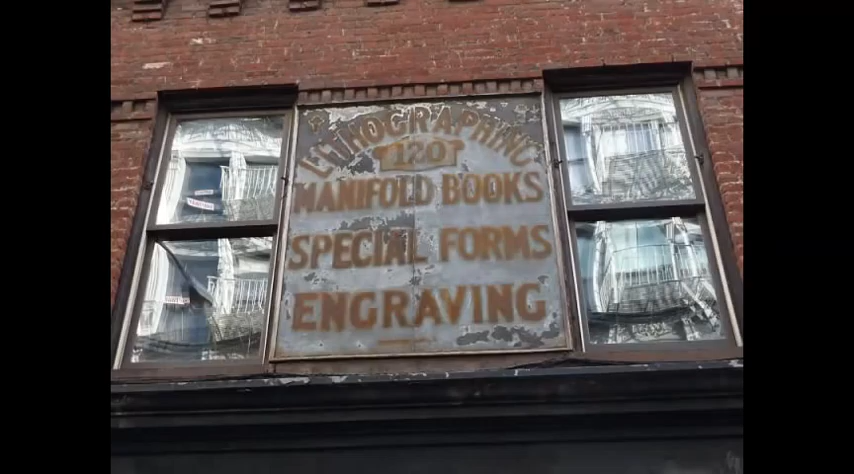 LITHOGRAPHING
120
MANIFOLD BOOKS
SPECIAL FORMS
ENGRAVING